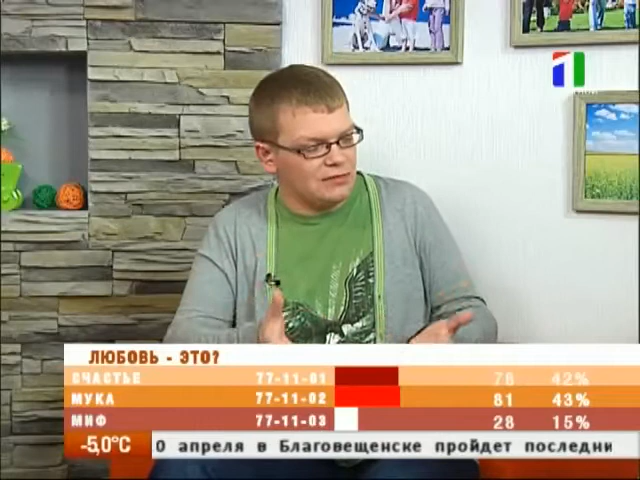 ЛЮБОВЬ - ЭТО?
СЧАСТЬЕ 77-11-01 76 42%
МУКА 77-11-02 81 43%
МИФ 77-11-03 28 15%
-5,0°C 0 апреля в Благовещенске пройдет последни